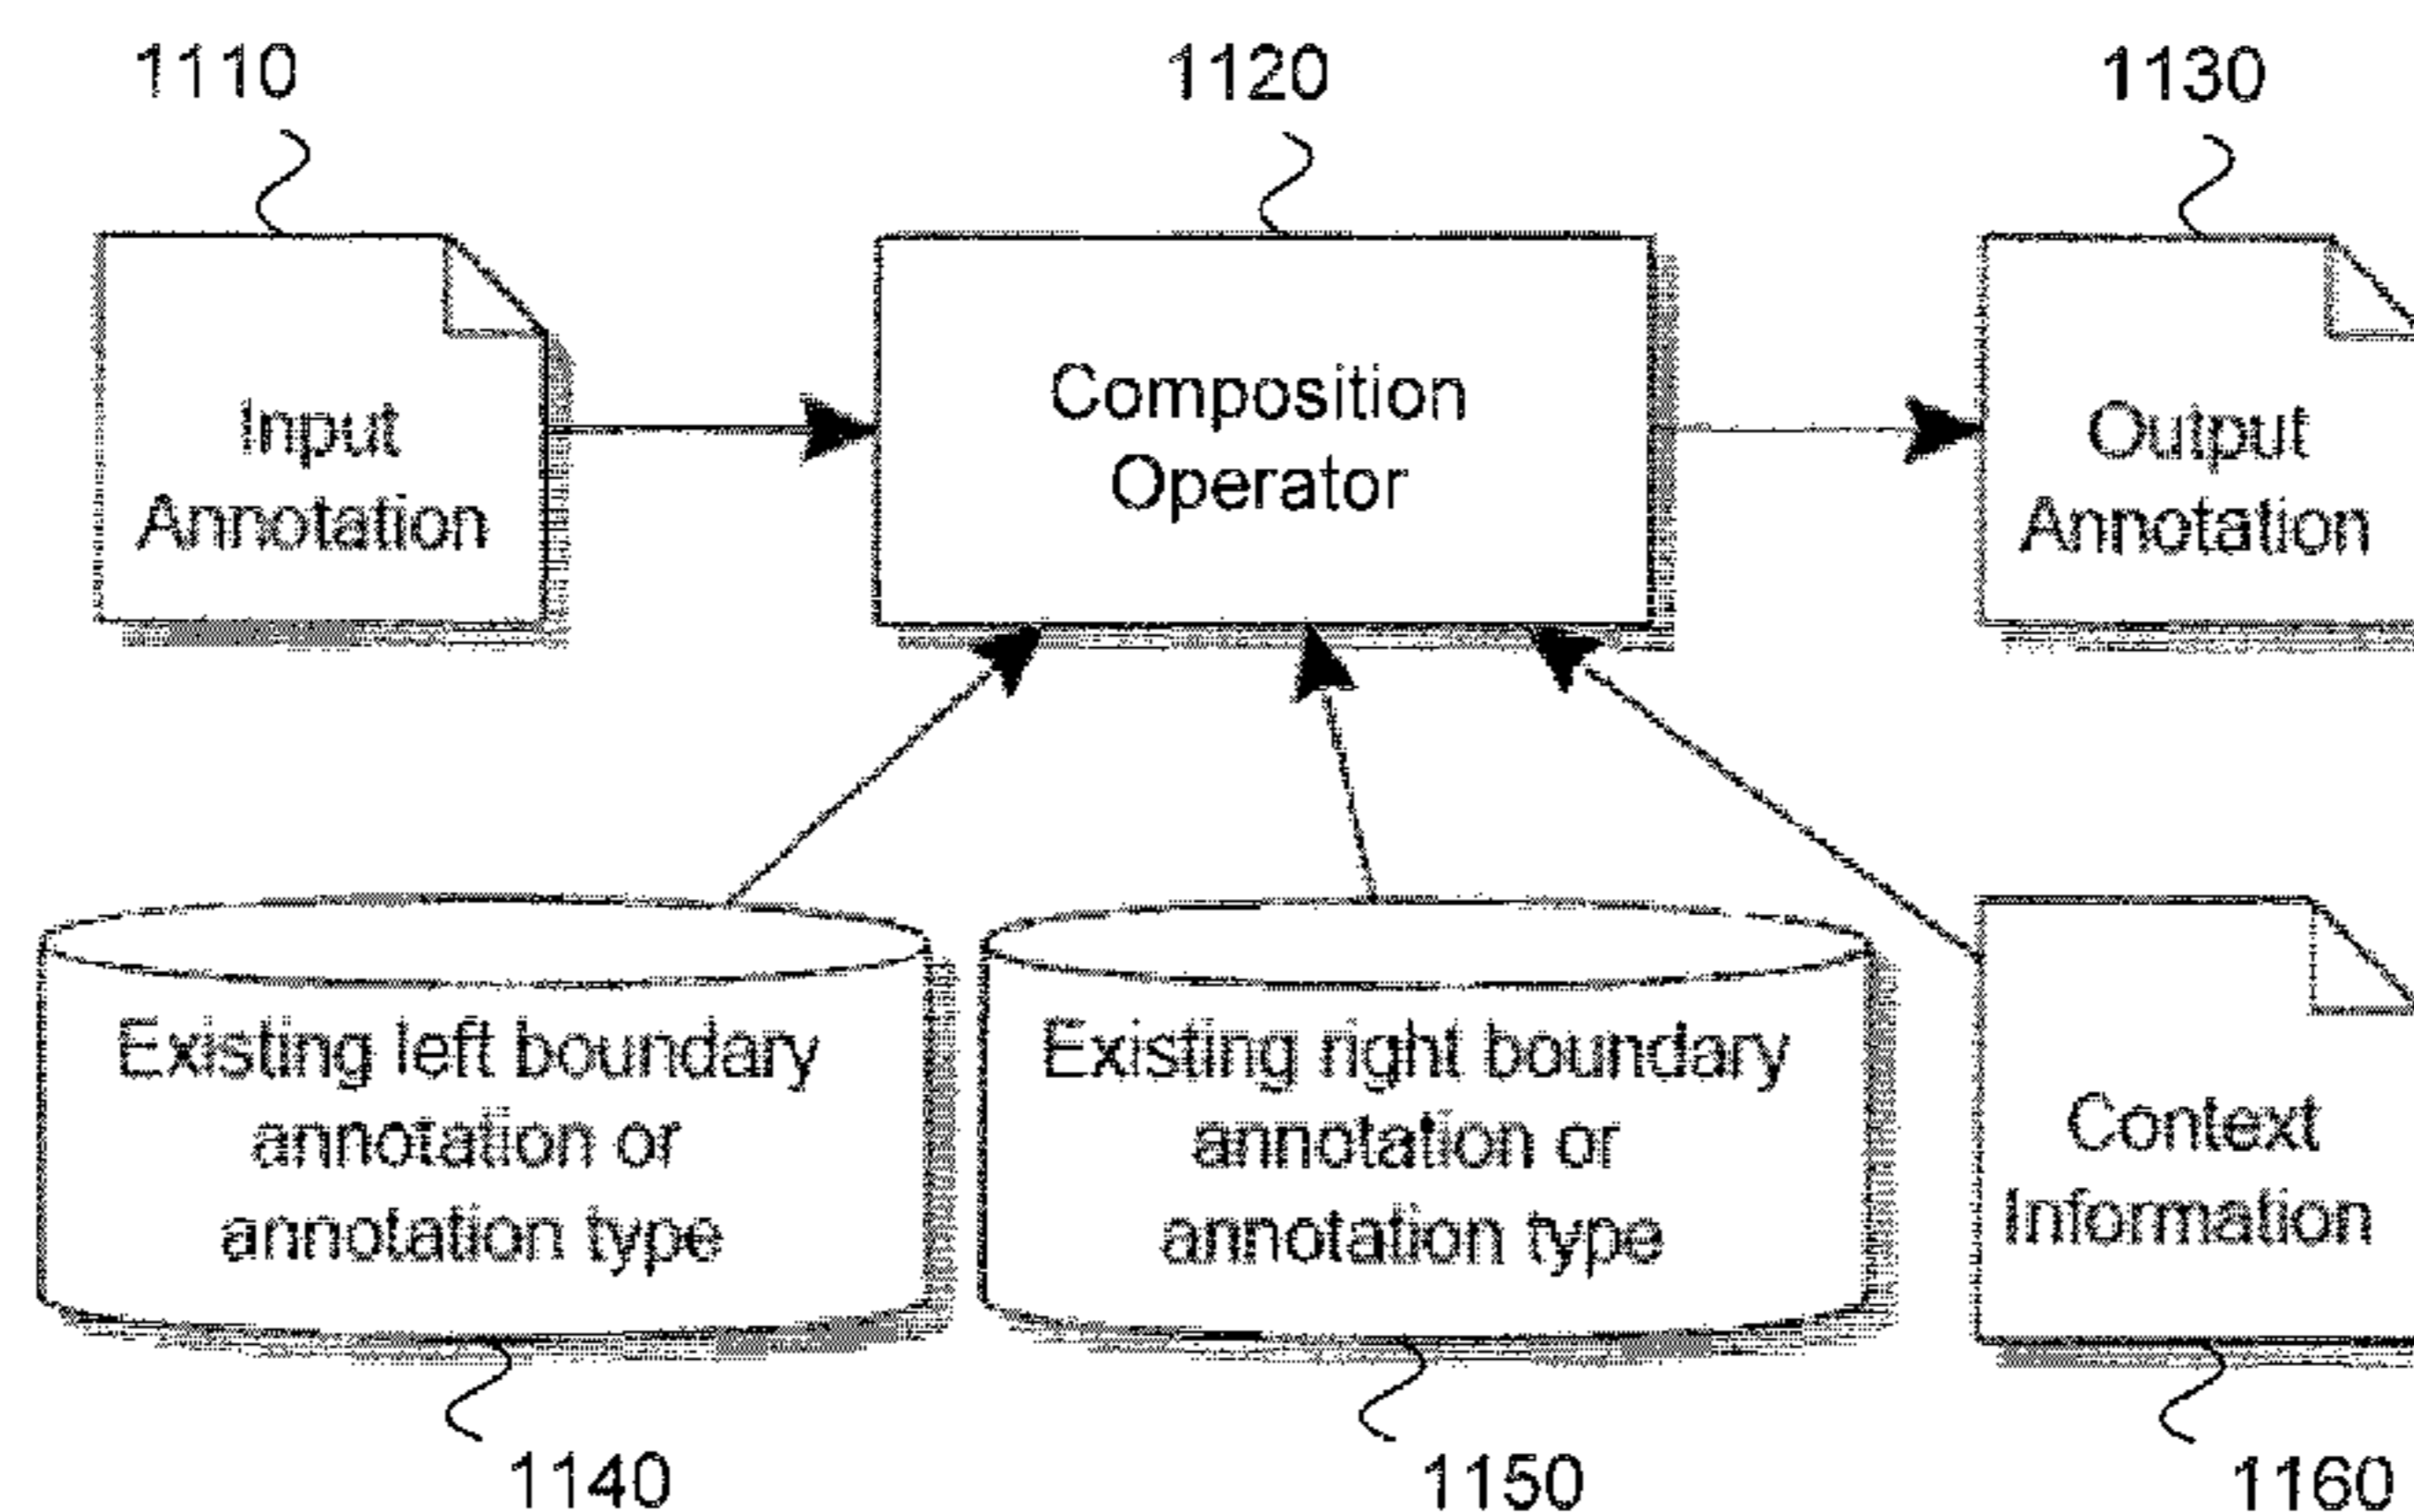 1110
1120
1130
Input
Annotation
Composition
Operator
Output
Annotation
Existing left boundary
annotation or
annotation type
Existing right boundary
annotation or
annotation type
Context
Information
1140
1150
1160